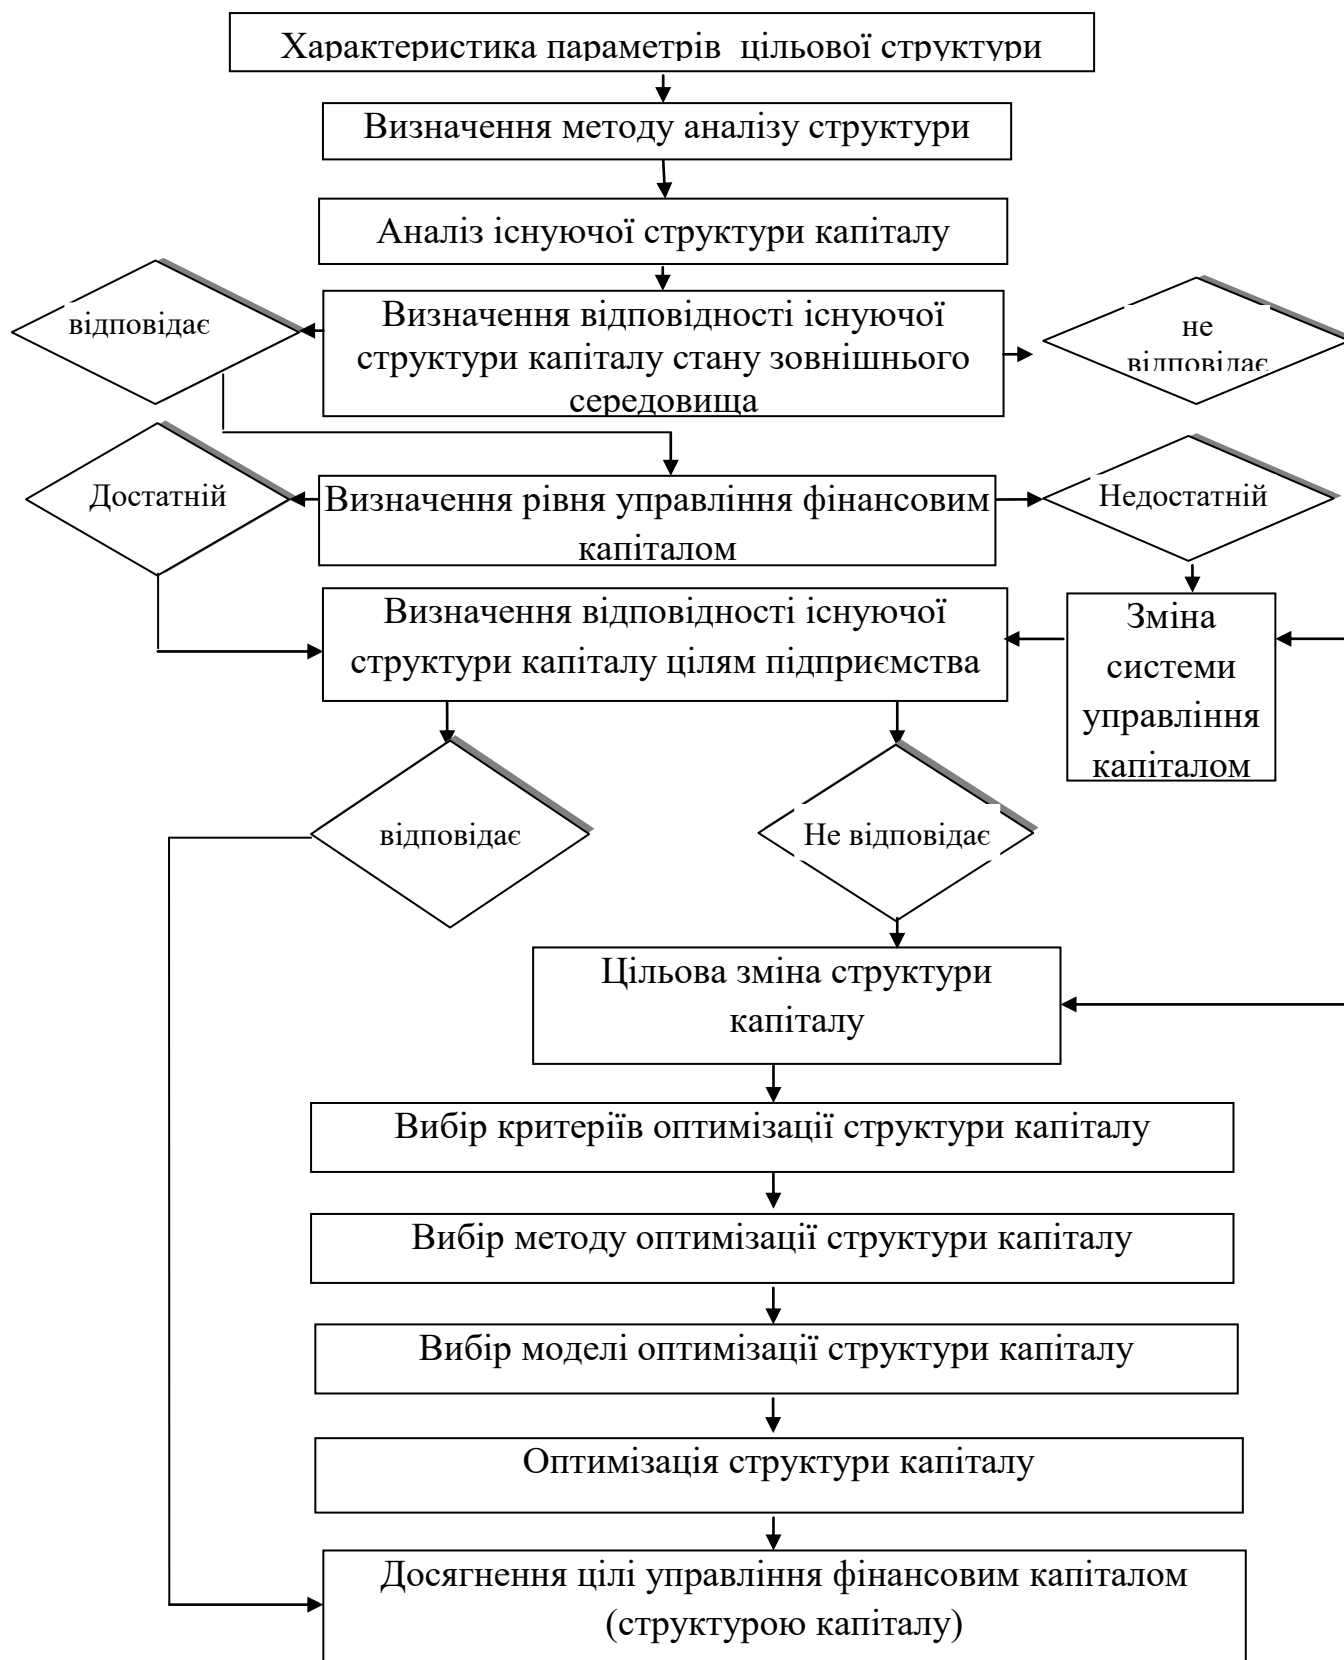 Характеристика параметрів цільової структури
Визначення методу аналізу структури
Аналіз існуючої структури капіталу
відповідає
Визначення відповідності існуючої
структури капіталу стану зовнішнього
середовища
не
відповідає
Достатній
Визначення рівня управління фінансовим
капіталом
Недостатній
Визначення відповідності існуючої
структури капіталу цілям підприємства
Зміна
системи
управління
капіталом
відповідає
Не відповідає
Цільова зміна структури
капіталу
Вибір критеріїв оптимізації структури капіталу
Вибір методу оптимізації структури капіталу
Вибір моделі оптимізації структури капіталу
Оптимізація структури капіталу
Досягнення цілі управління фінансовим капіталом
(структурою капіталу)